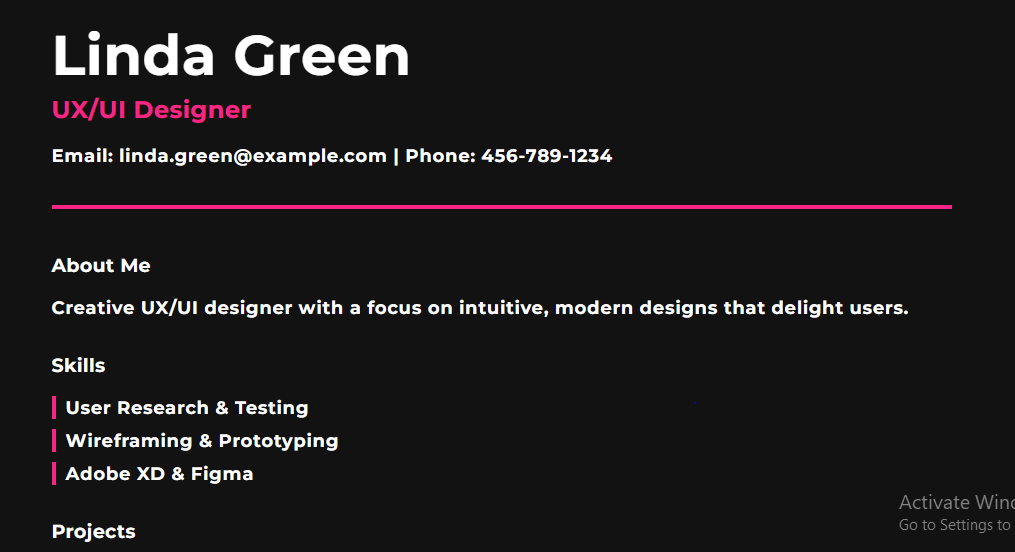 Linda Green
UX/UI Designer
Email: linda.green@example.com | Phone: 456-789-1234
About Me
Creative UX/UI designer with a focus on intuitive, modern designs that delight users.
Skills
User Research & Testing
Wireframing & Prototyping
Adobe XD & Figma
Activate Wind
Go to Settings to
Projects